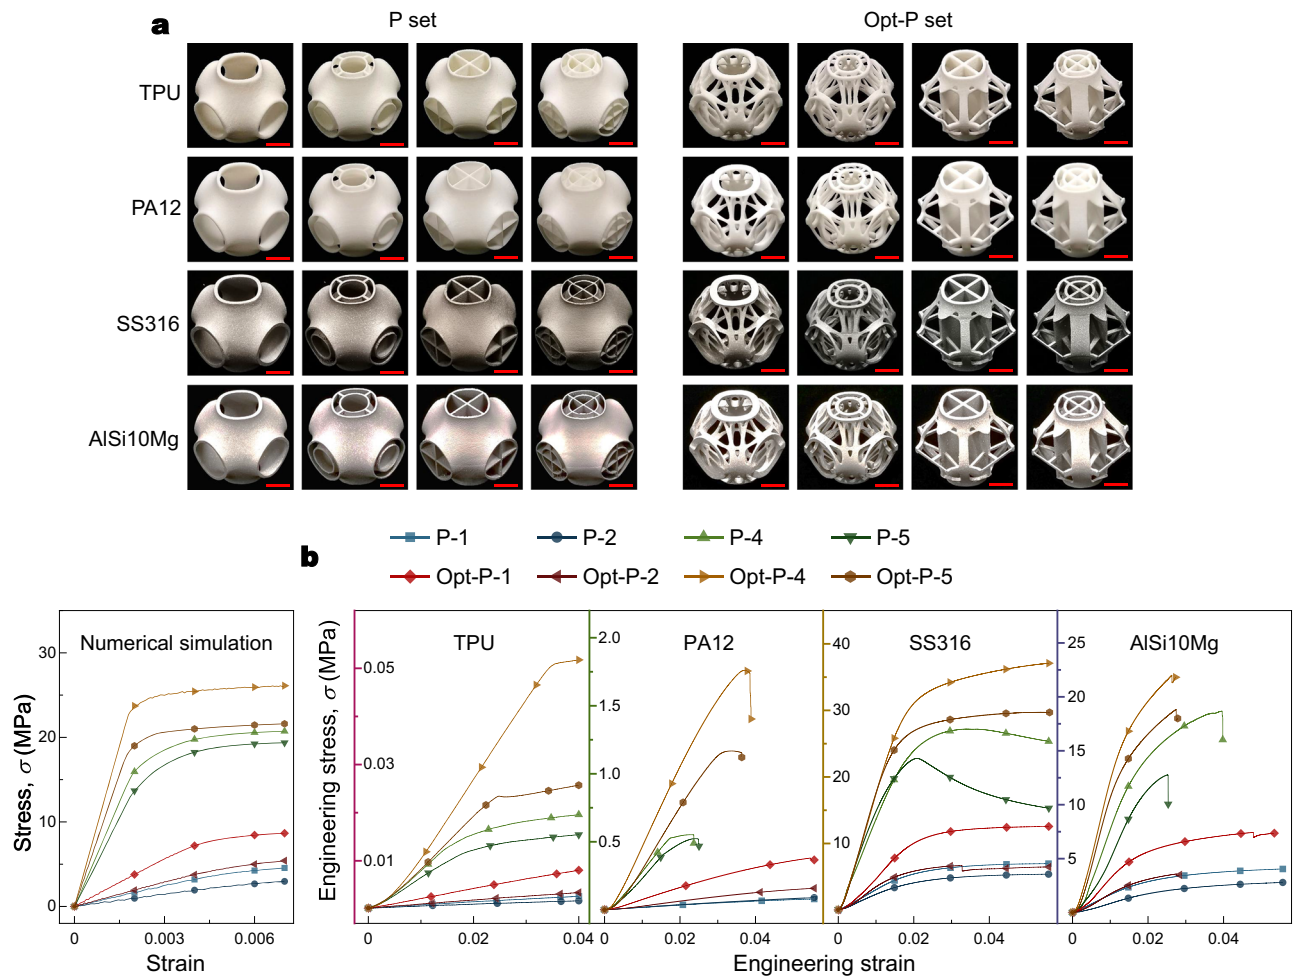 a
P set
Opt-P set
TPU
PA12
SS316
AlSi10Mg
b
P-1
P-2
P-4
P-5
Opt-P-1
Opt-P-2
Opt-P-4
Opt-P-5
Stress, σ (MPa)
30
20
10
0
Numerical simulation
0
0.003
0.006
Strain
Engineering stress, σ (MPa)
0.05
0.03
0.01
TPU
0
0.02
0.04
2.0
1.5
1.0
0.5
PA12
0
0.02
0.04
40
30
20
10
SS316
0
0.02
0.04
25
20
15
10
5
AlSi10Mg
0
0.02
0.04
Engineering strain